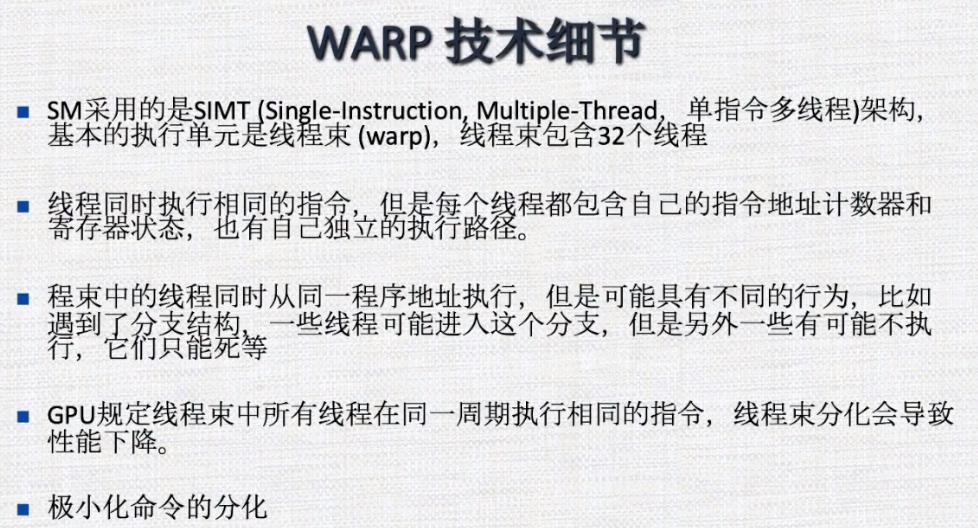 WARP 技术细节
SM采用的是SIMT (Single-Instruction, Multiple-Thread， 单指令多线程)架构，
基本的执行单元是线程束 (warp)，线程束包含32个线程
线程同时执行相同的指令，但是每个线程都包含自己的指令地址计数器和
寄存器状态，也有自己独立的执行路径。
程束中的线程同时从同一程序地址执行，但是可能具有不同的行为，比如
遇到了分支结构，一些线程可能进入这个分支，但是另外一些有可能不执
行，它们只能死等
GPU规定线程束中所有线程在同一周期执行相同的指令，线程束分化会导致
性能下降。
极小化命令的分化